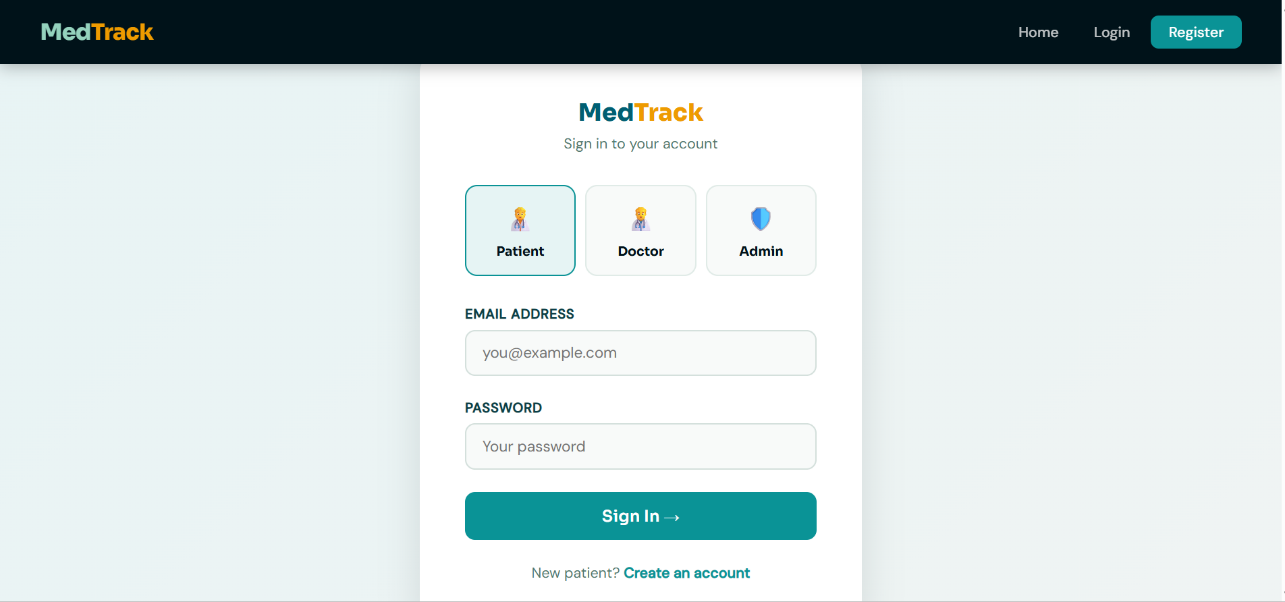 MedTrack Home Login Register
MedTrack
Sign in to your account
Patient Doctor Admin
EMAIL ADDRESS
you@example.com
PASSWORD
Your password
Sign In →
New patient? Create an account